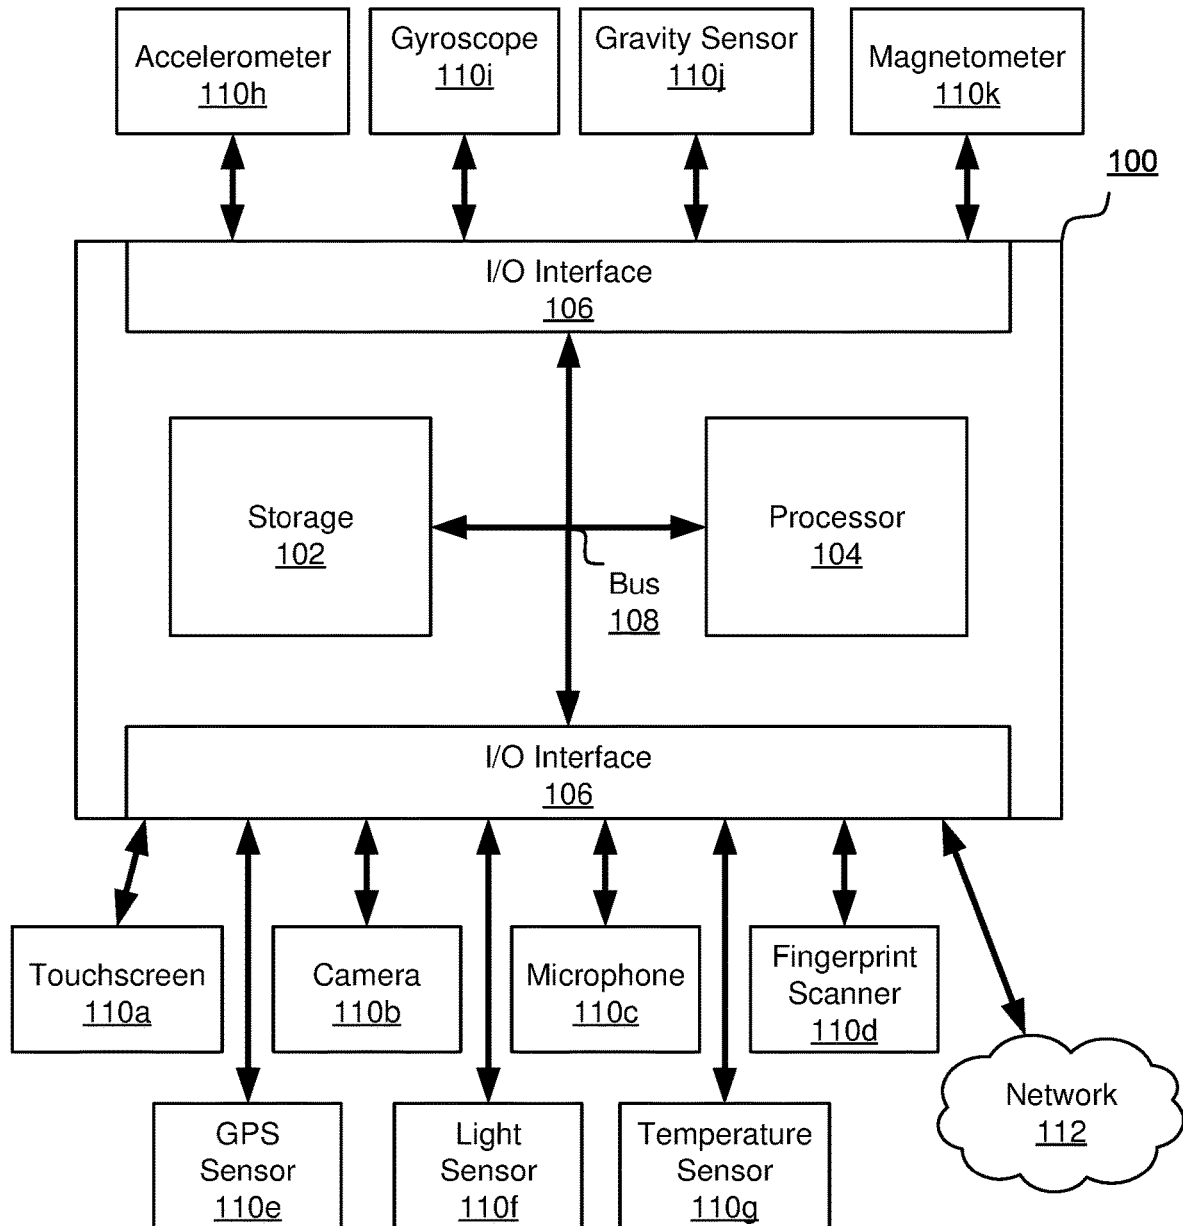 Accelerometer
110h
Gyroscope
110i
Gravity Sensor
110j
Magnetometer
110k
100
I/O Interface
106
Storage
102
Processor
104
Bus
108
I/O Interface
106
Touchscreen
110a
Camera
110b
Microphone
110c
Fingerprint
Scanner
110d
GPS
Sensor
110e
Light
Sensor
110f
Temperature
Sensor
110g
Network
112